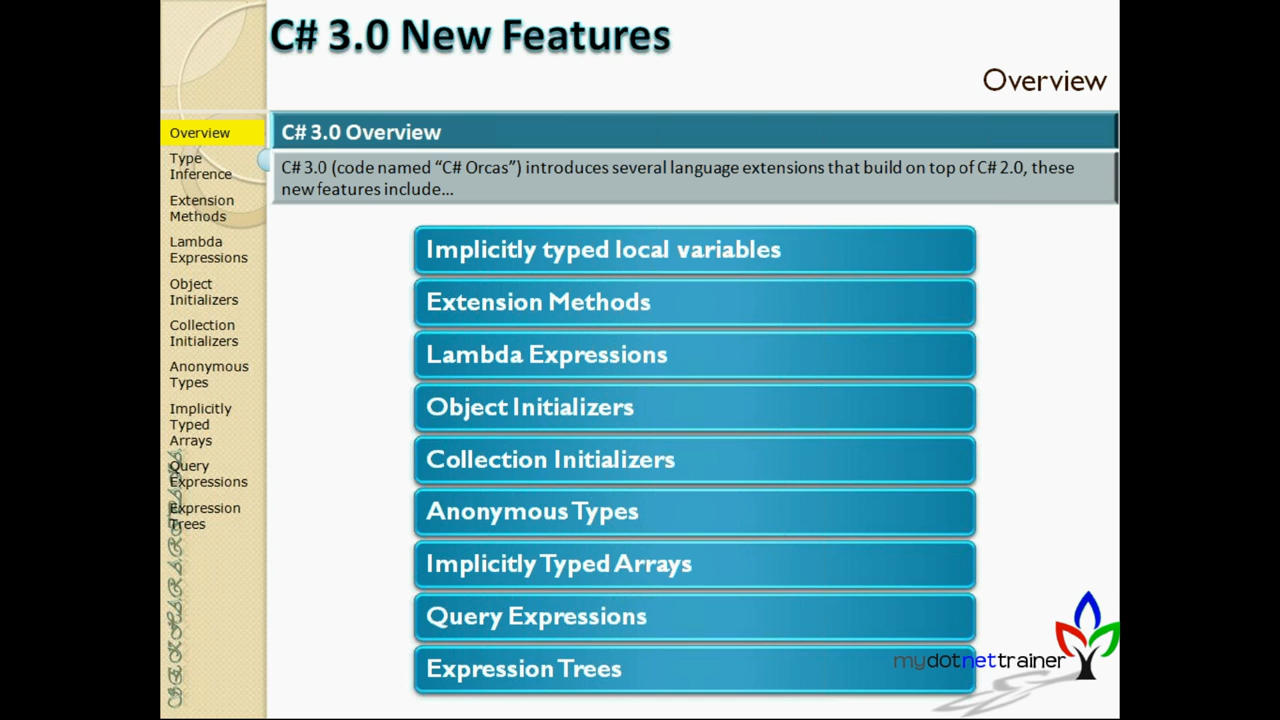 C# 3.0 New Features
Overview
Overview
Type
Inference
Extension
Methods
Lambda
Expressions
Object
Initializers
Collection
Initializers
Anonymous
Types
Implicitly
Typed
Arrays
Query
Expressions
Expression
Trees
C# 3.0 Overview
C# 3.0 (code named “C# Orcas”) introduces several language extensions that build on top of C# 2.0, these
new features include...
Implicitly typed local variables
Extension Methods
Lambda Expressions
Object Initializers
Collection Initializers
Anonymous Types
Implicitly Typed Arrays
Query Expressions
Expression Trees
mydotnettrainer